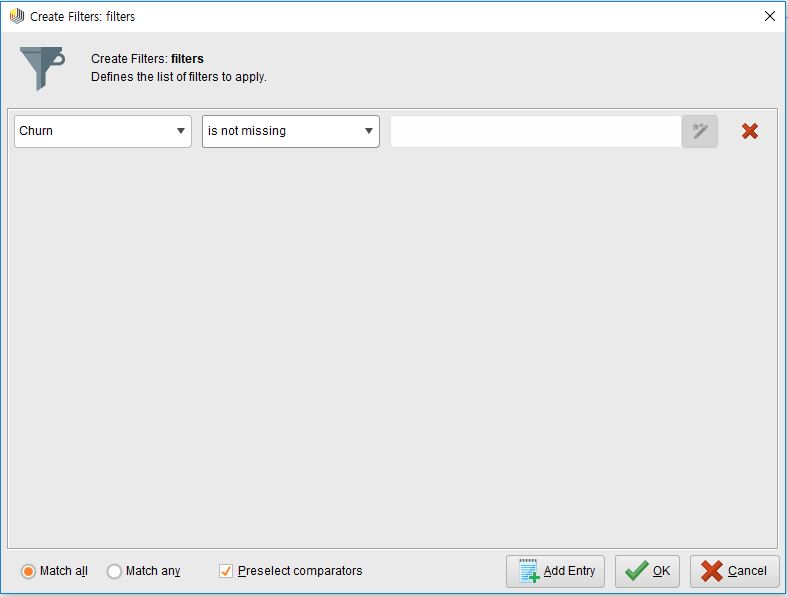 Create Filters: filters
Create Filters: filters
Defines the list of filters to apply.
Churn is not missing
Match all Match any Preselect comparators Add Entry OK Cancel